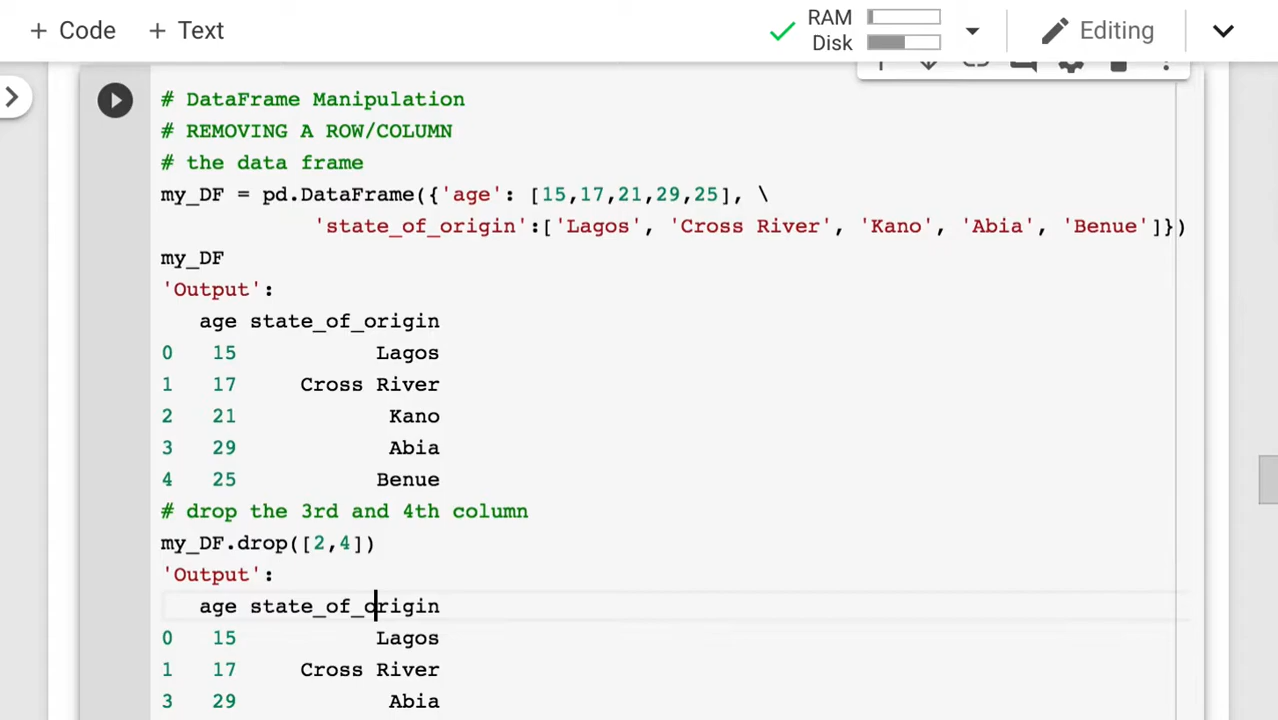 + Code + Text
RAM
Disk
Editing
# DataFrame Manipulation
# REMOVING A ROW/COLUMN
# the data frame
my_DF = pd.DataFrame({'age': [15,17,21,29,25], \
'state_of_origin':['Lagos', 'Cross River', 'Kano', 'Abia', 'Benue']})
my_DF
'Output':
age state_of_origin
0 15 Lagos
1 17 Cross River
2 21 Kano
3 29 Abia
4 25 Benue
# drop the 3rd and 4th column
my_DF.drop([2,4])
'Output':
age state_of_origin
0 15 Lagos
1 17 Cross River
3 29 Abia